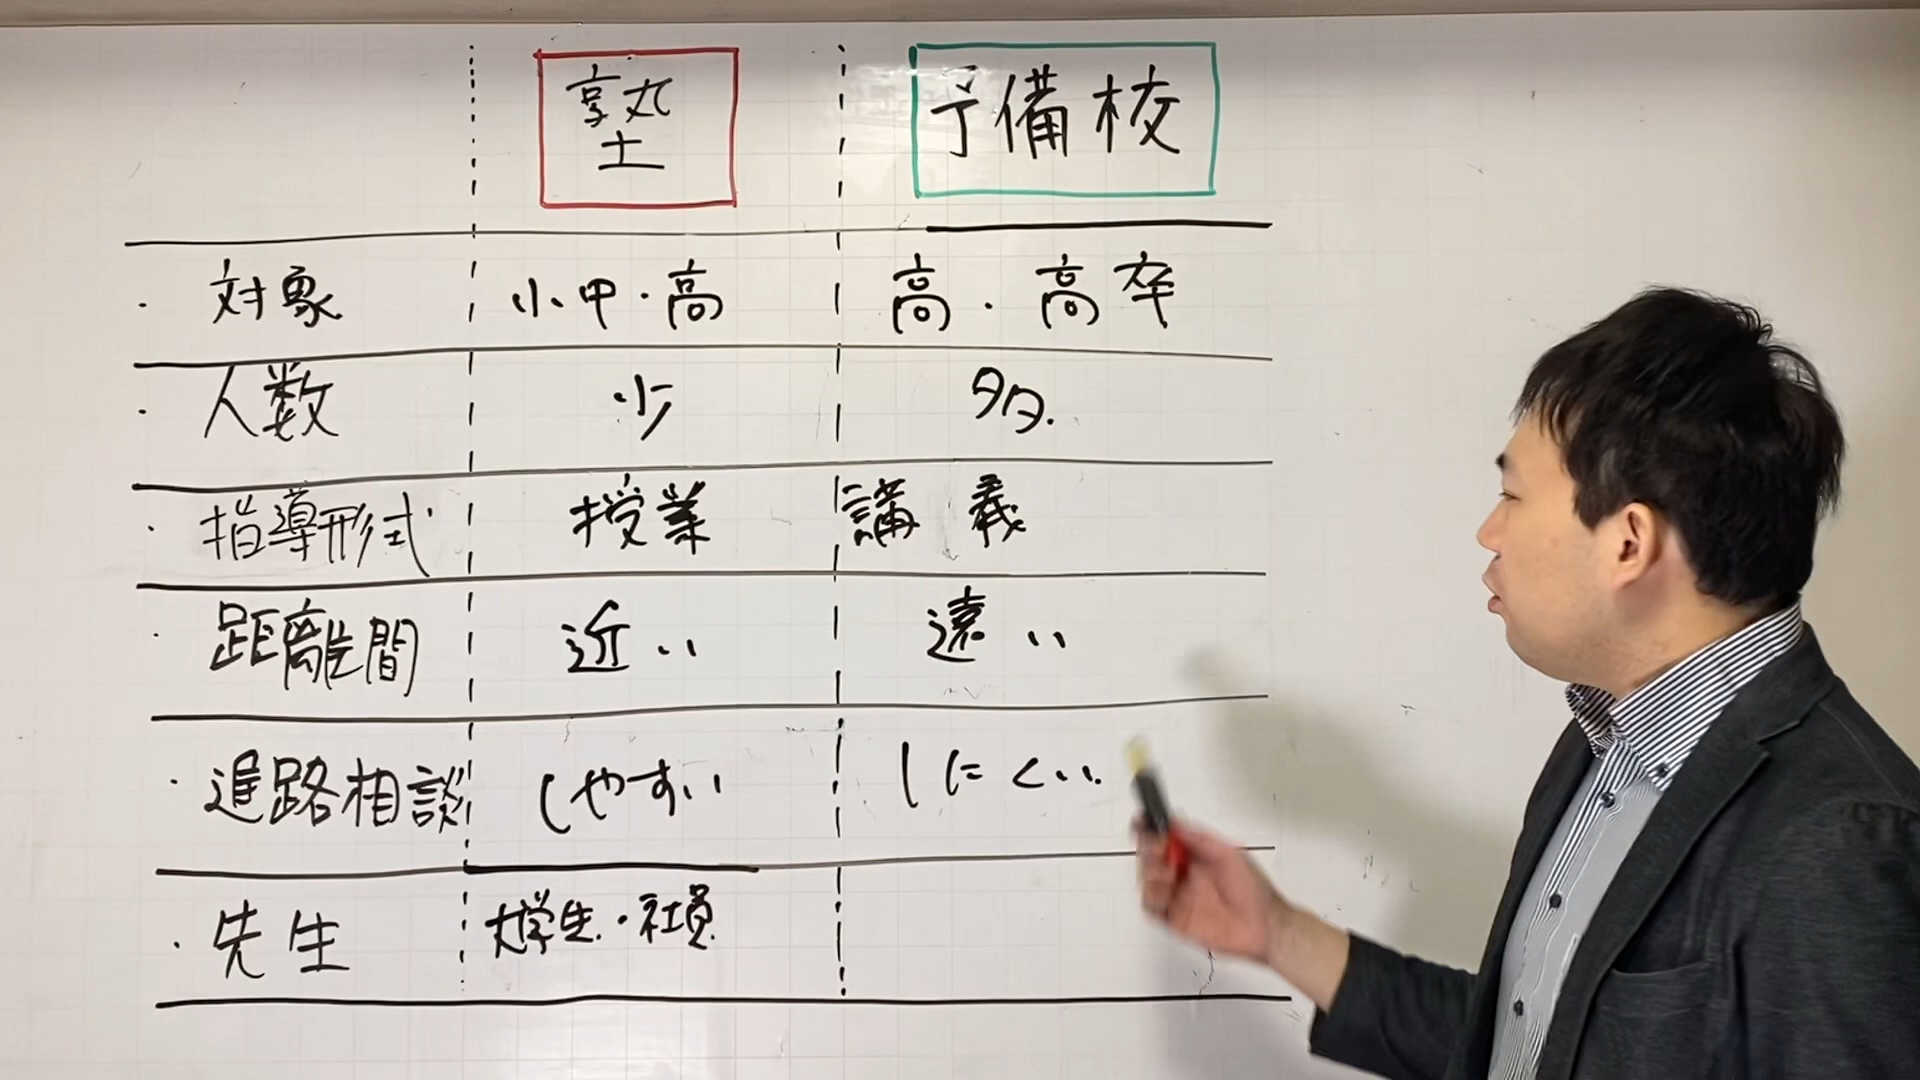 塾 予備校
・対象 小中・高 高・高卒
・人数 少 多
・指導形式 授業 講義
・距離間 近い 遠い
・進路相談 しやすい しにくい
・先生 大学生・社員